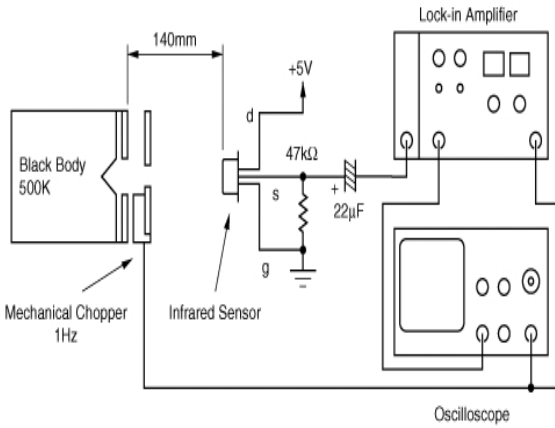 Lock-in Amplifier
140mm
+5V
d
47kΩ
Black Body
500K
s
+
22μF
g
Mechanical Chopper
1Hz
Infrared Sensor
Oscilloscope